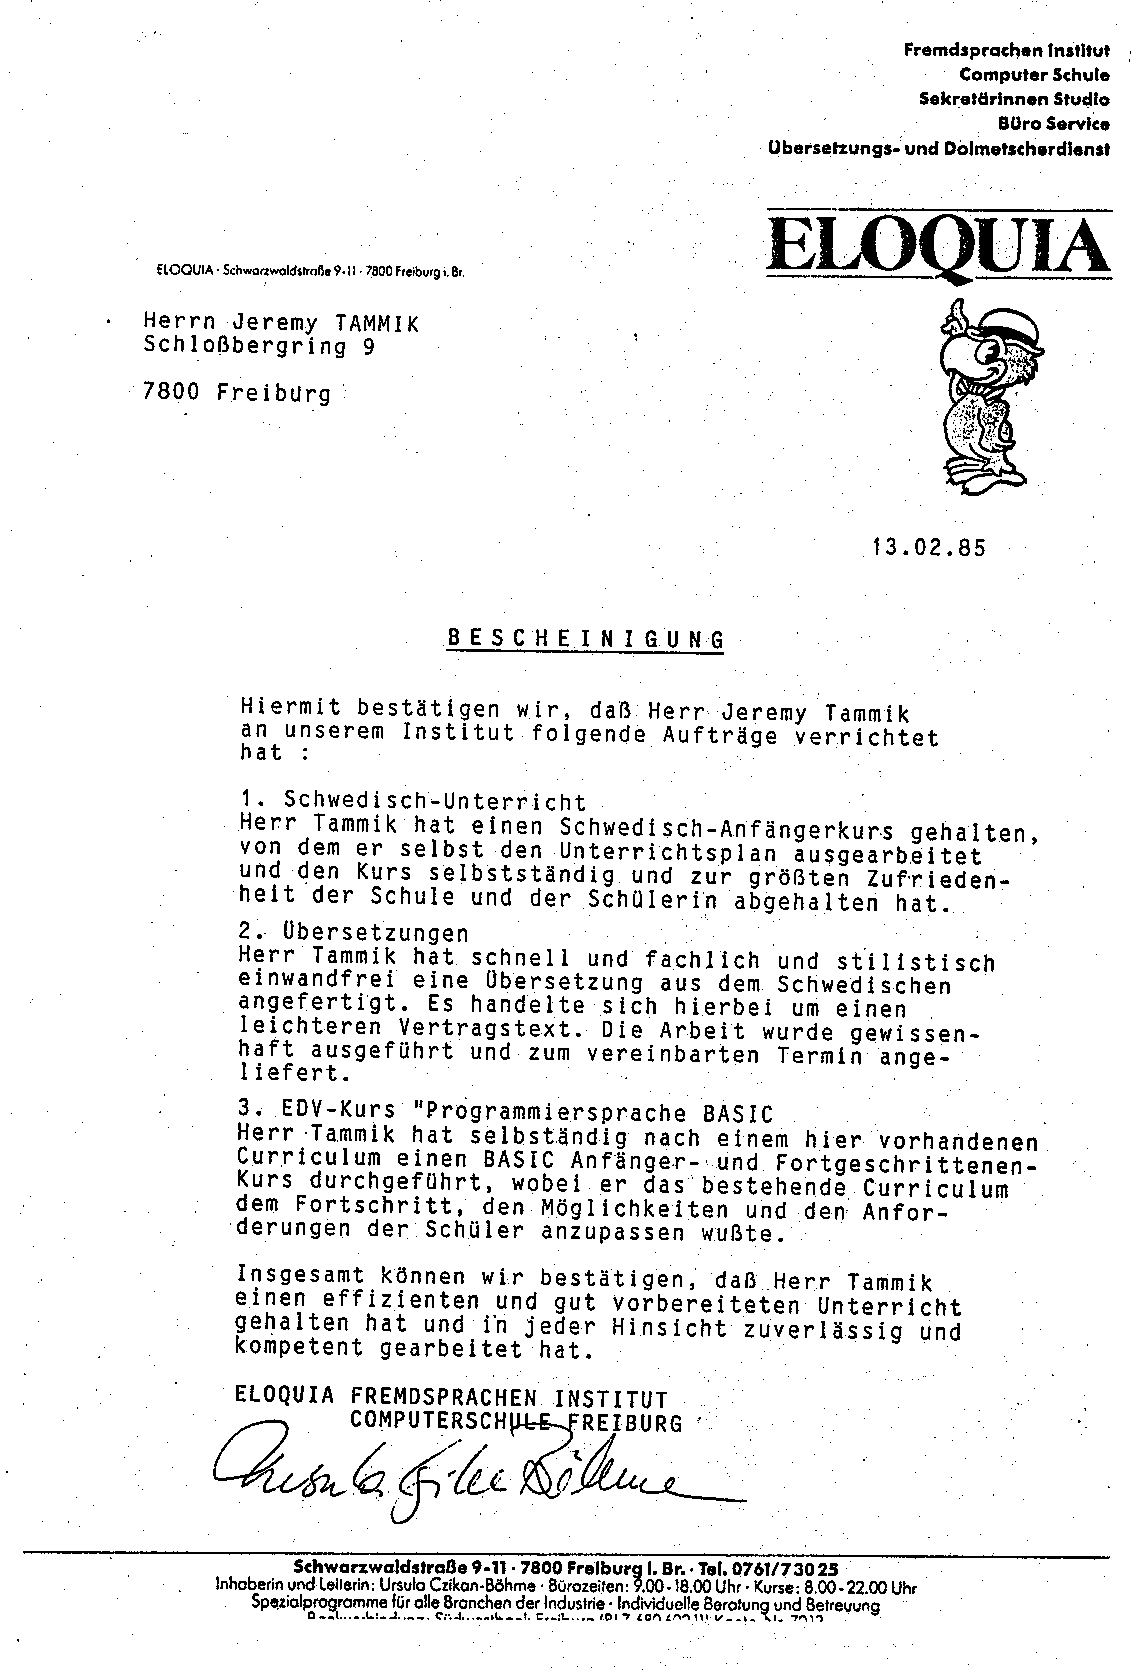 Fremdsprachen Institut
Computer Schule
Sekretärinnen Studio
Büro Service
Übersetzungs- und Dolmetscherdienst
ELOQUIA
ELOQUIA · Schwarzwaldstraße 9-11 · 7800 Freiburg i. Br.
Herrn Jeremy TAMMIK
Schloßbergring 9
7800 Freiburg
13.02.85
BESCHEINIGUNG
Hiermit bestätigen wir, daß Herr Jeremy Tammik
an unserem Institut folgende Aufträge verrichtet
hat :
1. Schwedisch-Unterricht
Herr Tammik hat einen Schwedisch-Anfängerkurs gehalten,
von dem er selbst den Unterrichtsplan ausgearbeitet
und den Kurs selbstständig und zur größten Zufrieden-
heit der Schule und der Schülerin abgehalten hat.
2. Übersetzungen
Herr Tammik hat schnell und fachlich und stilistisch
einwandfrei eine Übersetzung aus dem Schwedischen
angefertigt. Es handelte sich hierbei um einen
leichteren Vertragstext. Die Arbeit wurde gewissen-
haft ausgeführt und zum vereinbarten Termin ange-
liefert.
3. EDV-Kurs "Programmiersprache BASIC
Herr Tammik hat selbständig nach einem hier vorhandenen
Curriculum einen BASIC Anfänger- und Fortgeschrittenen-
Kurs durchgeführt, wobei er das bestehende Curriculum
dem Fortschritt, den Möglichkeiten und den Anfor-
derungen der Schüler anzupassen wußte.
Insgesamt können wir bestätigen, daß Herr Tammik
einen effizienten und gut vorbereiteten Unterricht
gehalten hat und in jeder Hinsicht zuverlässig und
kompetent gearbeitet hat.
ELOQUIA FREMDSPRACHEN INSTITUT
COMPUTERSCHULE FREIBURG
Schwarzwaldstraße 9-11 · 7800 Freiburg i. Br. · Tel. 0761/73025
Inhaberin und Leiterin: Ursula Czikan-Böhme · Bürozeiten: 9.00-18.00 Uhr · Kurse: 8.00-22.00 Uhr
Spezialprogramme für alle Branchen der Industrie · Individuelle Beratung und Betreuung